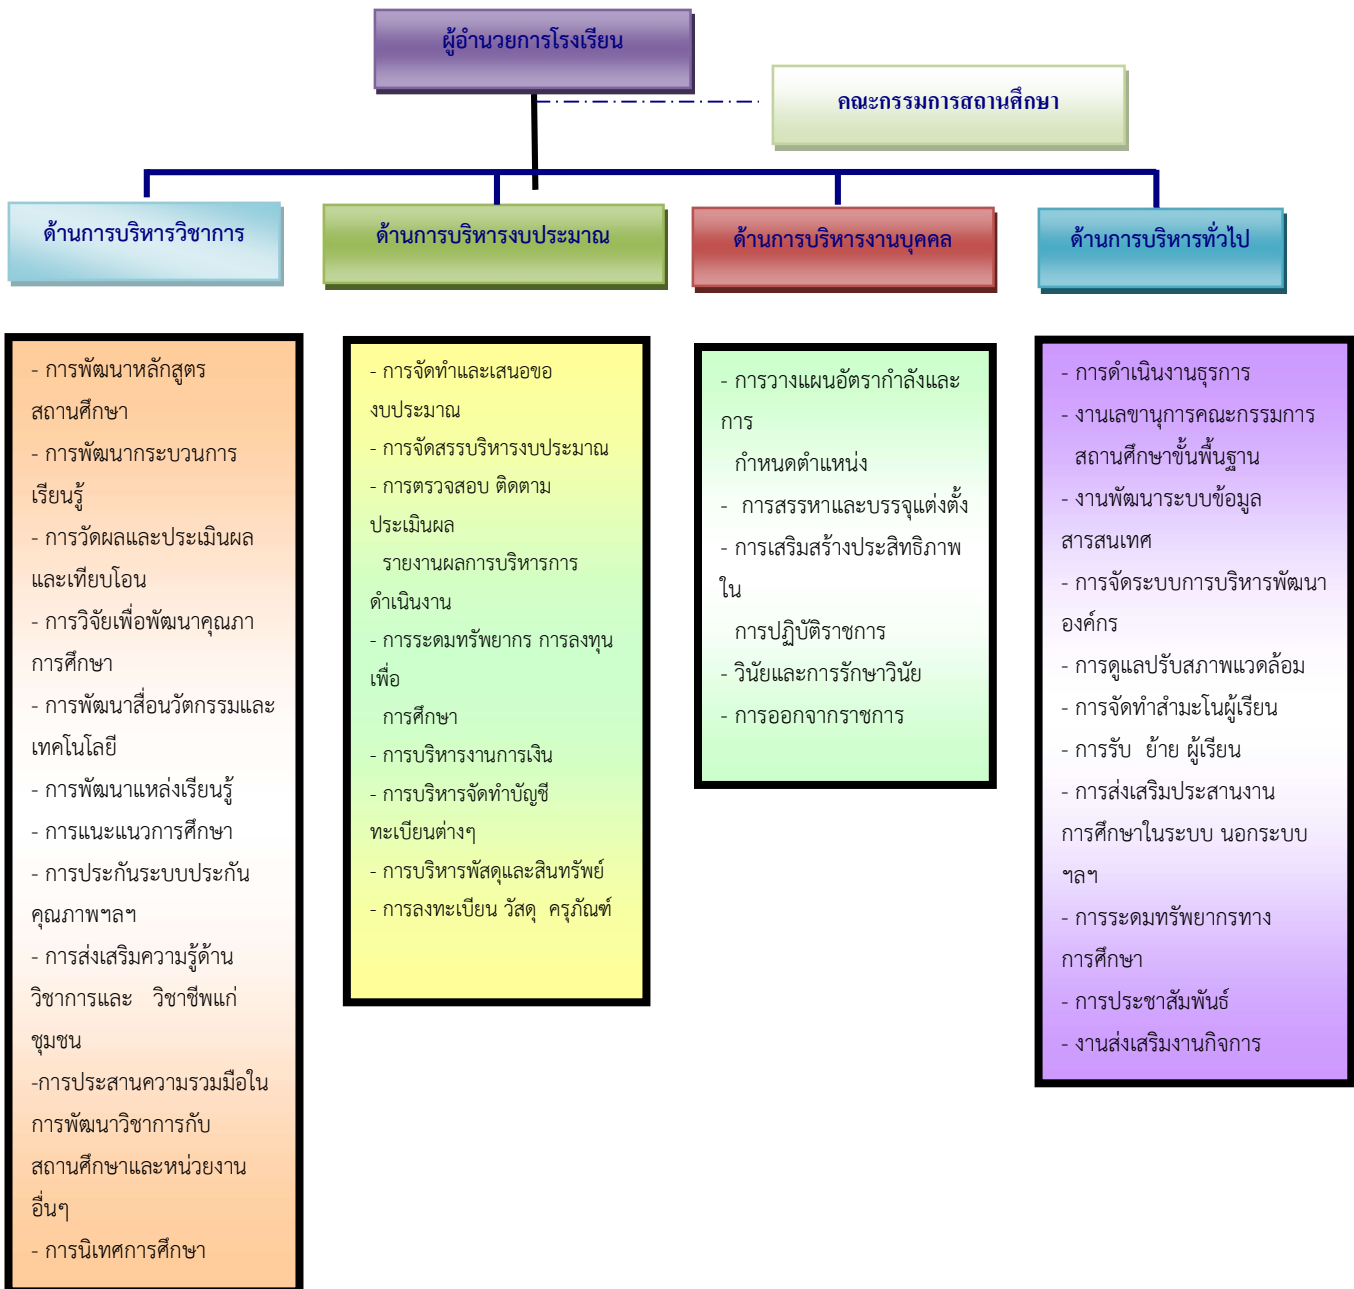 ผู้อำนวยการโรงเรียน
คณะกรรมการสถานศึกษา
ด้านการบริหารวิชาการ
ด้านการบริหารงบประมาณ
ด้านการบริหารงานบุคคล
ด้านการบริหารทั่วไป
- การพัฒนาหลักสูตร
สถานศึกษา
- การพัฒนากระบวนการ
เรียนรู้
- การวัดผลและประเมินผล
และเทียบโอน
- การวิจัยเพื่อพัฒนาคุณภา
การศึกษา
- การพัฒนาสื่อนวัตกรรมและ
เทคโนโลยี
- การพัฒนาแหล่งเรียนรู้
- การแนะแนวการศึกษา
- การประกันระบบประกัน
คุณภาพฯลฯ
- การส่งเสริมความรู้ด้าน
วิชาการและ วิชาชีพแก่
ชุมชน
-การประสานความรวมมือใน
การพัฒนาวิชาการกับ
สถานศึกษาและหน่วยงาน
อื่นๆ
- การนิเทศการศึกษา
- การจัดทำและเสนอขอ
งบประมาณ
- การจัดสรรบริหารงบประมาณ
- การตรวจสอบ ติดตาม
ประเมินผล
รายงานผลการบริหารการ
ดำเนินงาน
- การระดมทรัพยากร การลงทุน
เพื่อ
การศึกษา
- การบริหารงานการเงิน
- การบริหารจัดทำบัญชี
ทะเบียนต่างๆ
- การบริหารพัสดุและสินทรัพย์
- การลงทะเบียน วัสดุ ครุภัณฑ์
- การวางแผนอัตรากำลังและ
การ
กำหนดตำแหน่ง
- การสรรหาและบรรจุแต่งตั้ง
- การเสริมสร้างประสิทธิภาพ
ใน
การปฏิบัติราชการ
- วินัยและการรักษาวินัย
- การออกจากราชการ
- การดำเนินงานธุรการ
- งานเลขานุการคณะกรรมการ
สถานศึกษาขั้นพื้นฐาน
- งานพัฒนาระบบข้อมูล
สารสนเทศ
- การจัดระบบการบริหารพัฒนา
องค์กร
- การดูแลปรับสภาพแวดล้อม
- การจัดทำสำมะโนผู้เรียน
- การรับ ย้าย ผู้เรียน
- การส่งเสริมประสานงาน
การศึกษาในระบบ นอกระบบ
ฯลฯ
- การระดมทรัพยากรทาง
การศึกษา
- การประชาสัมพันธ์
- งานส่งเสริมงานกิจการ